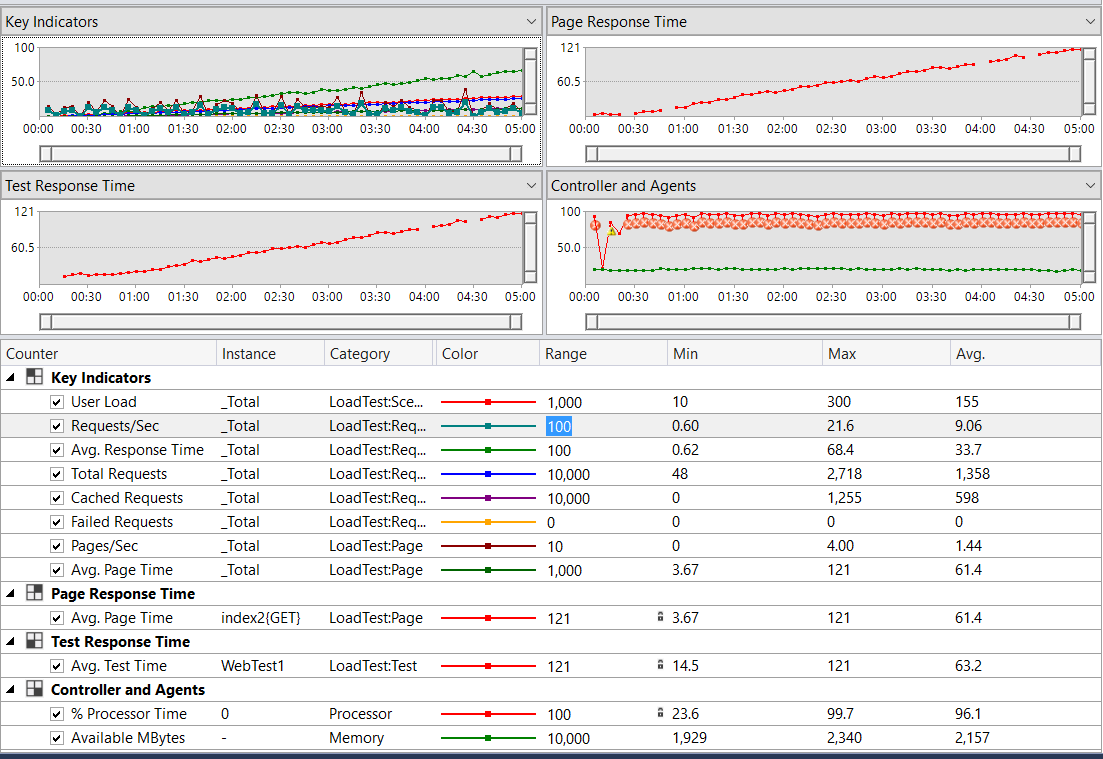 Key Indicators
100
50.0
00:00 00:30 01:00 01:30 02:00 02:30 03:00 03:30 04:00 04:30 05:00
Page Response Time
121
60.5
00:00 00:30 01:00 01:30 02:00 02:30 03:00 03:30 04:00 04:30 05:00
Test Response Time
121
60.5
00:00 00:30 01:00 01:30 02:00 02:30 03:00 03:30 04:00 04:30 05:00
Controller and Agents
100
50.0
00:00 00:30 01:00 01:30 02:00 02:30 03:00 03:30 04:00 04:30 05:00
Counter Instance Category Color Range Min Max Avg.
Key Indicators
User Load _Total LoadTest:Sce... 1,000 10 300 155
Requests/Sec _Total LoadTest:Req... 100 0.60 21.6 9.06
Avg. Response Time _Total LoadTest:Req... 100 0.62 68.4 33.7
Total Requests _Total LoadTest:Req... 10,000 48 2,718 1,358
Cached Requests _Total LoadTest:Req... 10,000 0 1,255 598
Failed Requests _Total LoadTest:Req... 0 0 0 0
Pages/Sec _Total LoadTest:Page 10 0 4.00 1.44
Avg. Page Time _Total LoadTest:Page 1,000 3.67 121 61.4
Page Response Time
Avg. Page Time index2{GET} LoadTest:Page 121 3.67 121 61.4
Test Response Time
Avg. Test Time WebTest1 LoadTest:Test 121 14.5 121 63.2
Controller and Agents
% Processor Time 0 Processor 100 23.6 99.7 96.1
Available MBytes - Memory 10,000 1,929 2,340 2,157